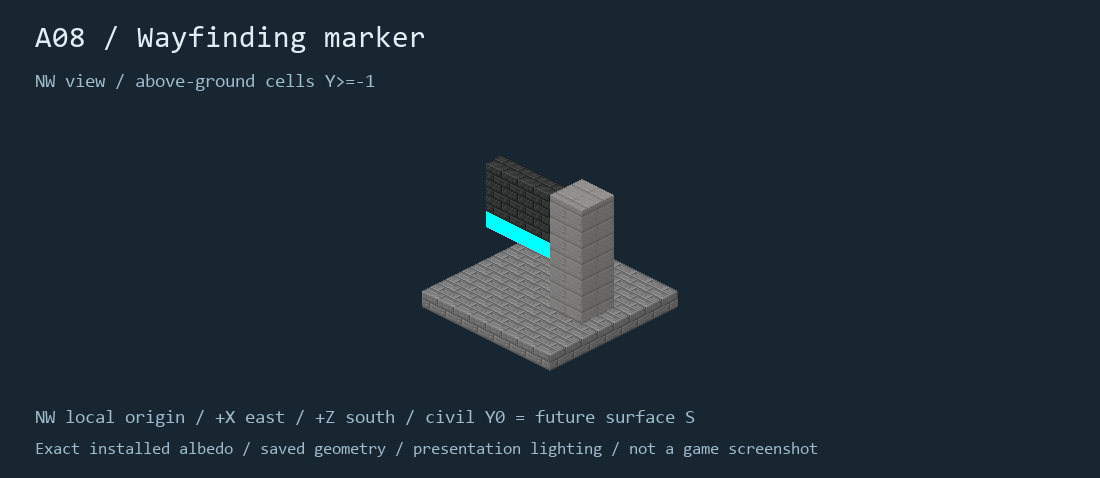 A08 / Wayfinding marker
NW view / above-ground cells Y>=-1
NW local origin / +X east / +Z south / civil Y0 = future surface S
Exact installed albedo / saved geometry / presentation lighting / not a game screenshot